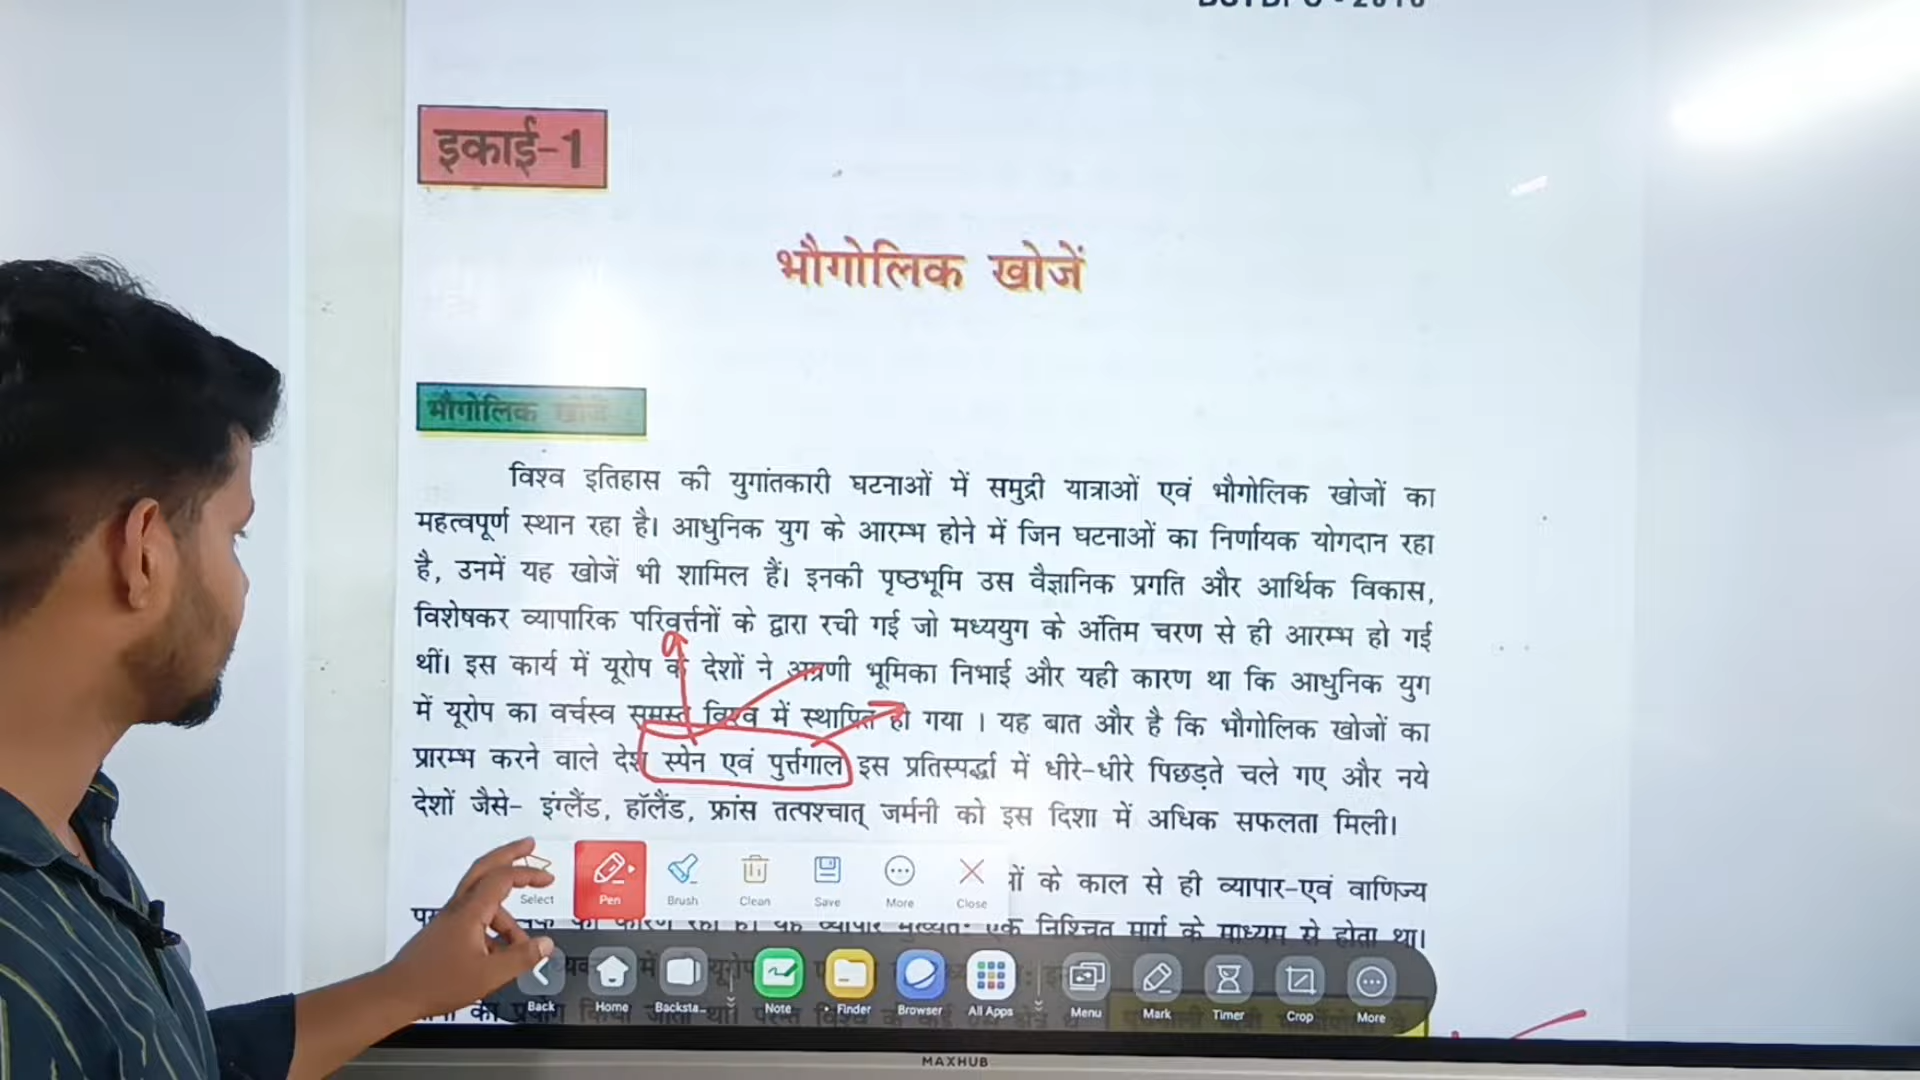 इकाई-1
भौगोलिक खोजें
भौगोलिक खोजें
विश्व इतिहास की युगांतकारी घटनाओं में समुद्री यात्राओं एवं भौगोलिक खोजों का
महत्वपूर्ण स्थान रहा है। आधुनिक युग के आरम्भ होने में जिन घटनाओं का निर्णायक योगदान रहा
है, उनमें यह खोजें भी शामिल हैं। इनकी पृष्ठभूमि उस वैज्ञानिक प्रगति और आर्थिक विकास,
विशेषकर व्यापारिक परिवर्त्तनों के द्वारा रची गई जो मध्ययुग के अंतिम चरण से ही आरम्भ हो गई
थीं। इस कार्य में यूरोप के देशों ने अग्रणी भूमिका निभाई और यही कारण था कि आधुनिक युग
में यूरोप का वर्चस्व समस्त विश्व में स्थापित हो गया । यह बात और है कि भौगोलिक खोजों का
प्रारम्भ करने वाले देश स्पेन एवं पुर्त्तगाल इस प्रतिस्पर्द्धा में धीरे-धीरे पिछड़ते चले गए और नये
देशों जैसे- इंग्लैंड, हॉलैंड, फ्रांस तत्पश्चात् जर्मनी को इस दिशा में अधिक सफलता मिली।
के काल से ही व्यापार-एवं वाणिज्य
एक निश्चित मार्ग के माध्यम से होता था।
Select Pen Brush Clean Save More Close
Back Home Backsta... Note Finder Browser All Apps Menu Mark Timer Crop More
MAXHUB